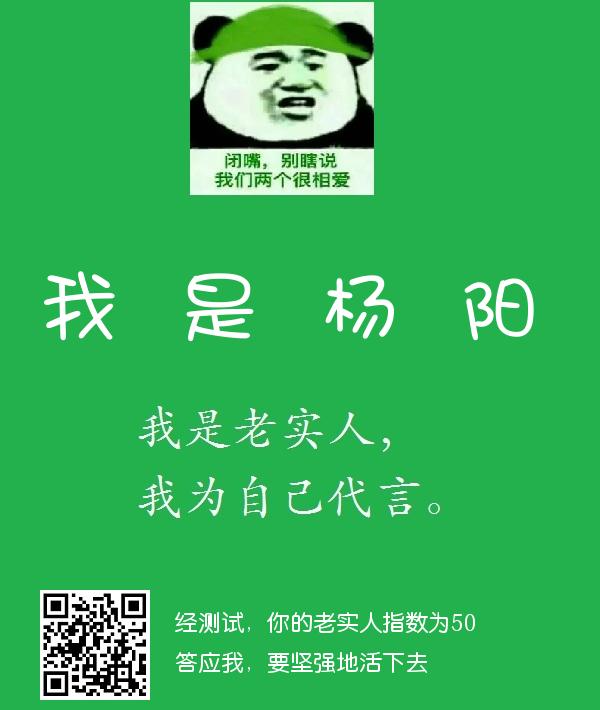 闭嘴，别瞎说
我们两个很相爱
我是杨阳
我是老实人，
我为自己代言。
经测试，你的老实人指数为50
答应我，要坚强地活下去